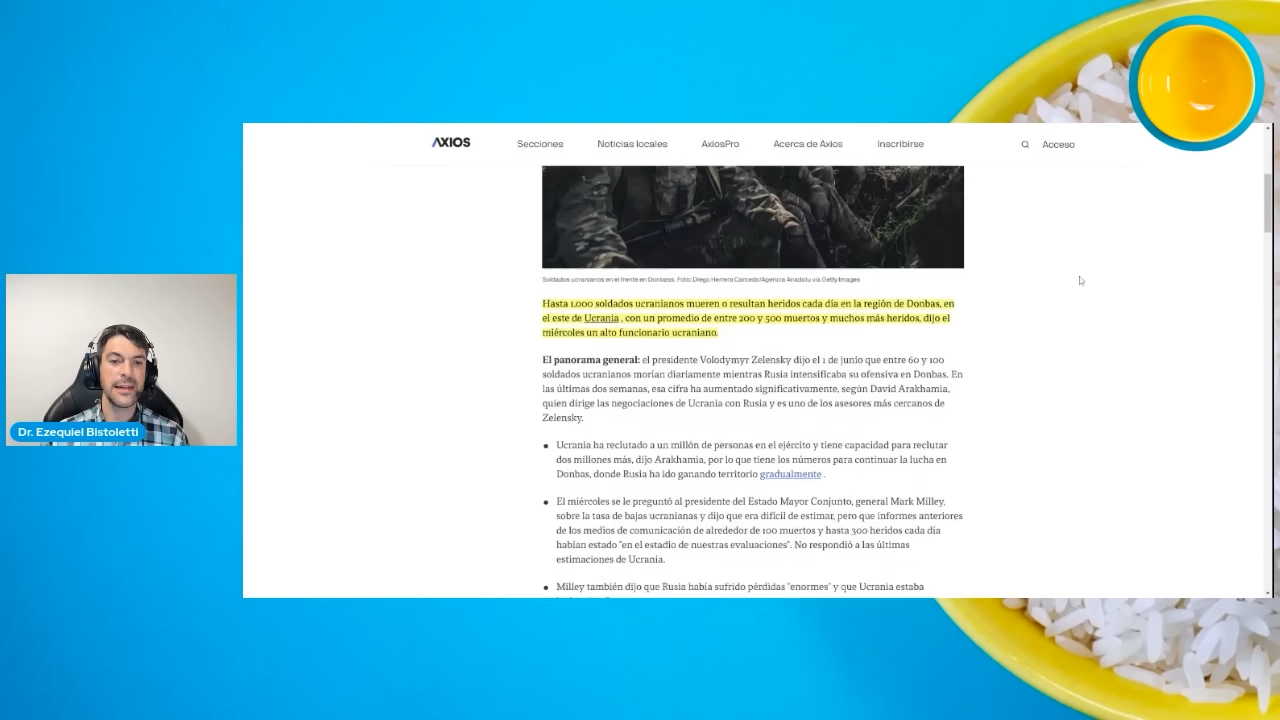 AXIOS
Secciones
Noticias locales
AxiosPro
Acerca de Axios
Inscribirse
Acceso
Soldados ucranianos en el frente en Donbass. Foto: Diego Herrera Carcedo/Agencia Anadolu vía Getty Images
Hasta 1.000 soldados ucranianos mueren o resultan heridos cada día en la región de Donbas, en
el este de Ucrania , con un promedio de entre 200 y 500 muertos y muchos más heridos, dijo el
miércoles un alto funcionario ucraniano.
El panorama general: el presidente Volodymyr Zelensky dijo el 1 de junio que entre 60 y 100
soldados ucranianos morían diariamente mientras Rusia intensificaba su ofensiva en Donbas. En
las últimas dos semanas, esa cifra ha aumentado significativamente, según David Arakhamia,
quien dirige las negociaciones de Ucrania con Rusia y es uno de los asesores más cercanos de
Zelensky.
Ucrania ha reclutado a un millón de personas en el ejército y tiene capacidad para reclutar
dos millones más, dijo Arakhamia, por lo que tiene los números para continuar la lucha en
Donbas, donde Rusia ha ido ganando territorio gradualmente .
El miércoles se le preguntó al presidente del Estado Mayor Conjunto, general Mark Milley,
sobre la tasa de bajas ucranianas y dijo que era difícil de estimar, pero que informes anteriores
de los medios de comunicación de alrededor de 100 muertos y hasta 300 heridos cada día
habían estado "en el estadio de nuestras evaluaciones". No respondió a las últimas
estimaciones de Ucrania.
Milley también dijo que Rusia había sufrido pérdidas "enormes" y que Ucrania estaba
Dr. Ezequiel Bistoletti